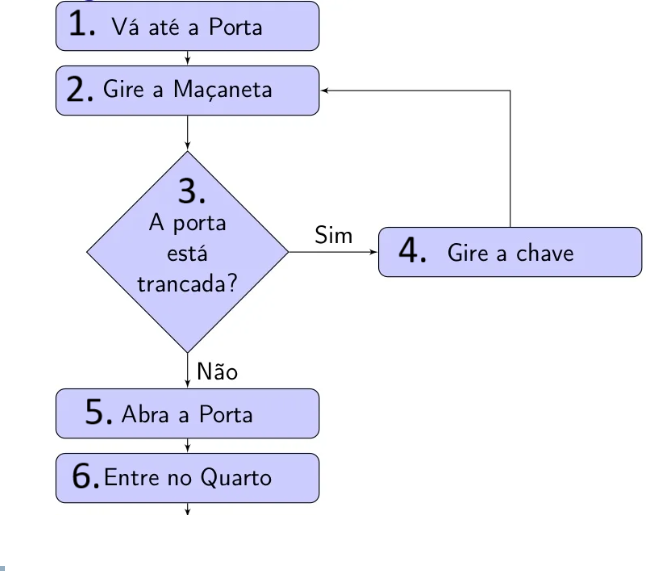 1. Vá até a Porta
2. Gire a Maçaneta
3.
A porta
está
trancada?
Sim
4. Gire a chave
Não
5. Abra a Porta
6. Entre no Quarto